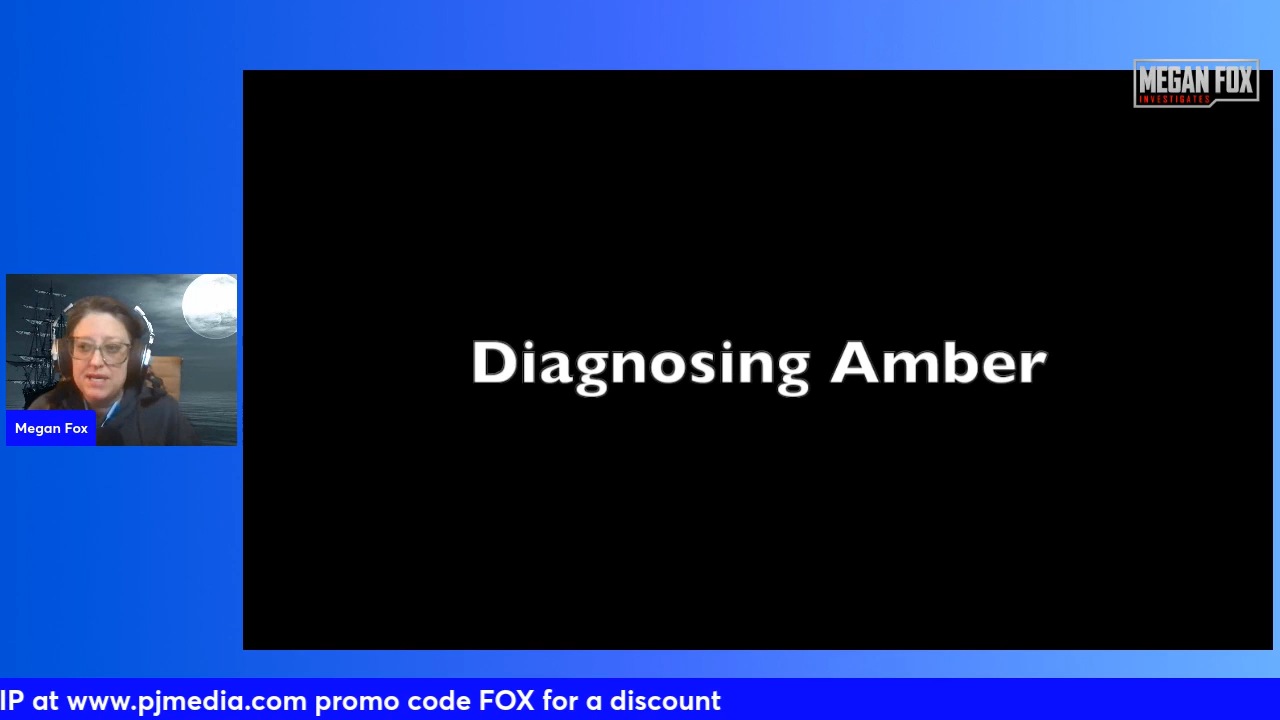 MEGAN FOX
INVESTIGATES
Diagnosing Amber
Megan Fox
IP at www.pjmedia.com promo code FOX for a discount